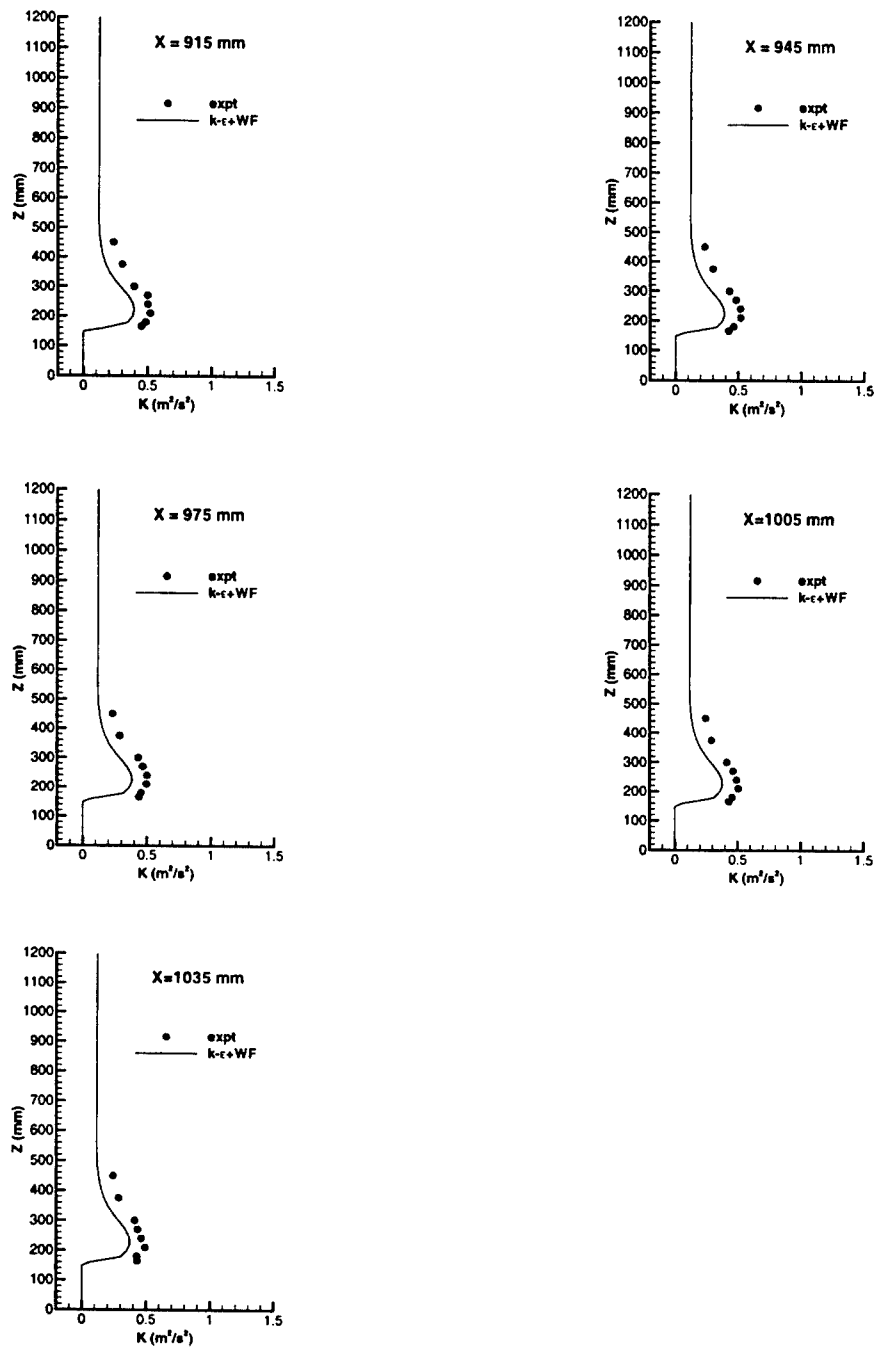 X = 915 mm
expt
k-ε+WF
Z (mm)
1200
1100
1000
900
800
700
600
500
400
300
200
100
0
0 0.5 1 1.5
K (m²/s²)
X = 945 mm
expt
k-ε+WF
Z (mm)
1200
1100
1000
900
800
700
600
500
400
300
200
100
0
0 0.5 1 1.5
K (m²/s²)
X = 975 mm
expt
k-ε+WF
Z (mm)
1200
1100
1000
900
800
700
600
500
400
300
200
100
0
0 0.5 1 1.5
K (m²/s²)
X=1005 mm
expt
k-ε+WF
Z (mm)
1200
1100
1000
900
800
700
600
500
400
300
200
100
0
0 0.5 1 1.5
K (m²/s²)
X=1035 mm
expt
k-ε+WF
Z (mm)
1200
1100
1000
900
800
700
600
500
400
300
200
100
0
0 0.5 1 1.5
K (m²/s²)